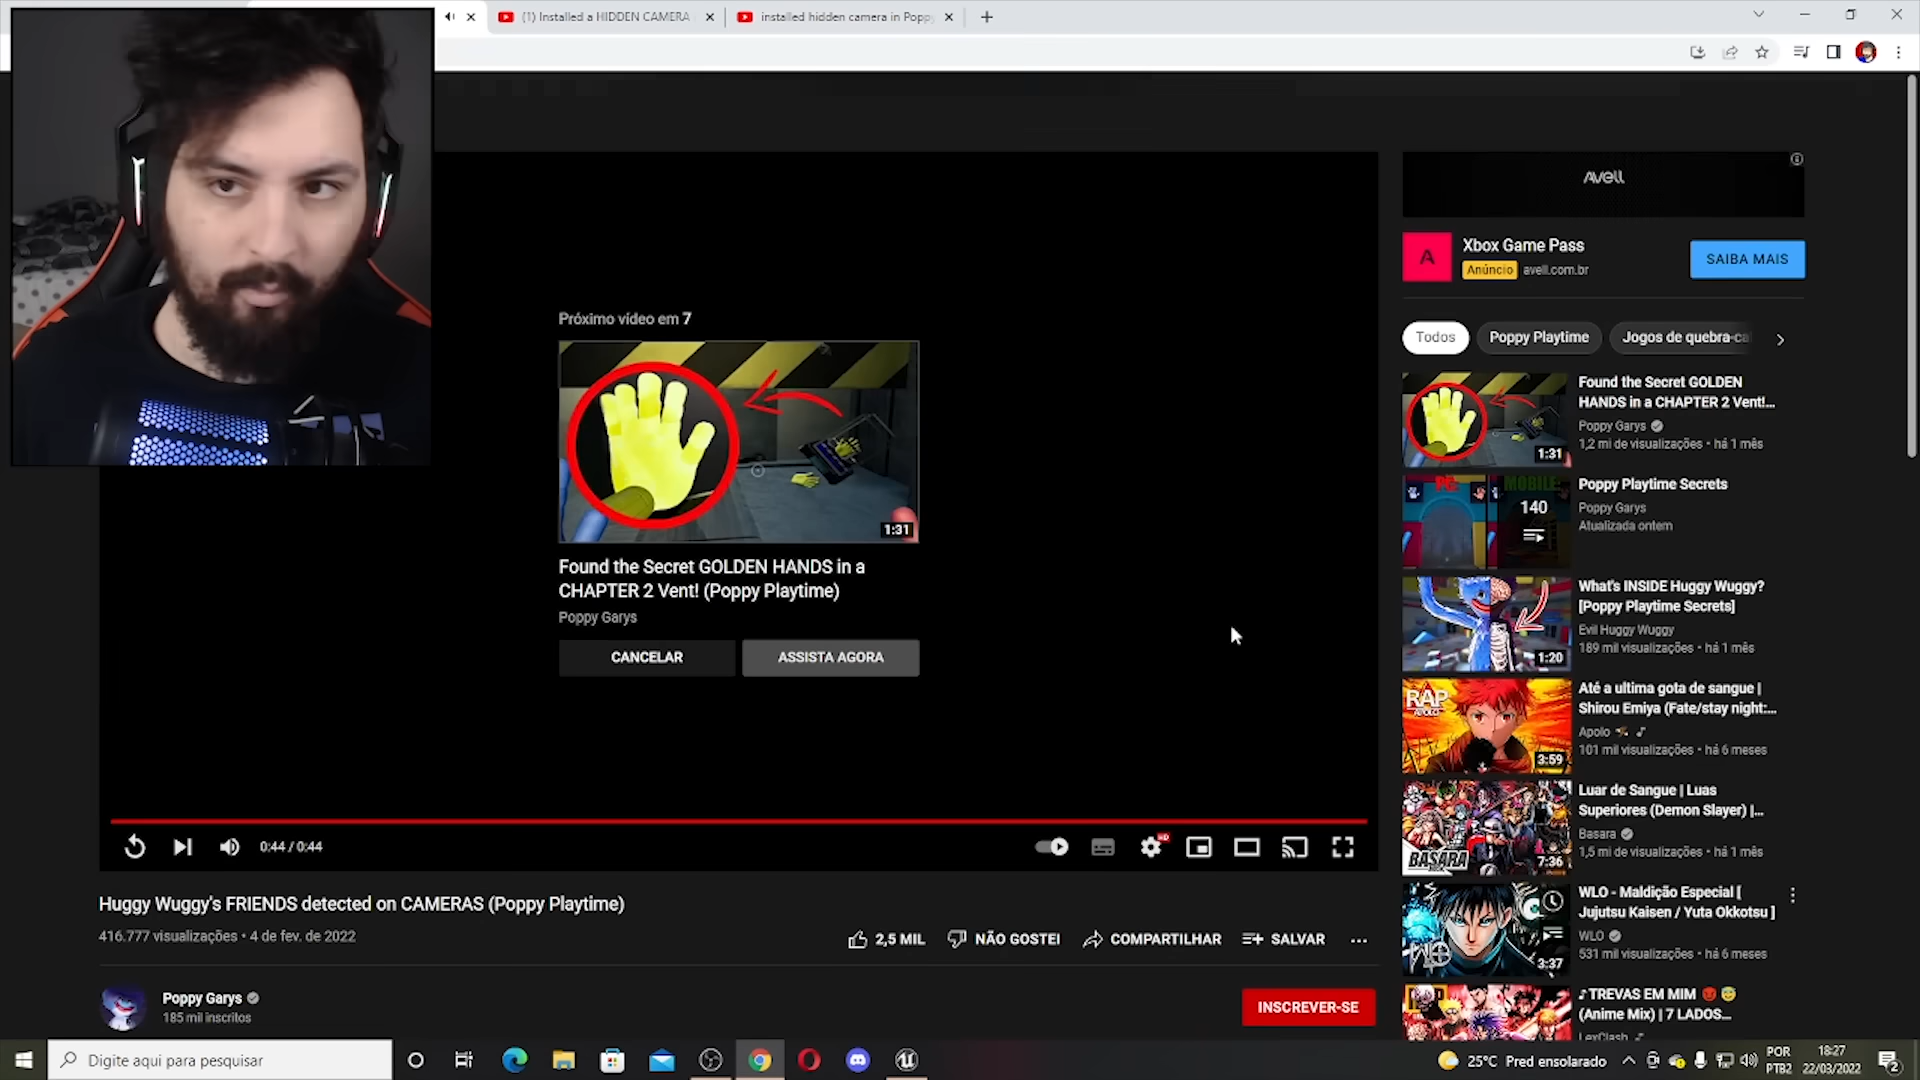 (1) Installed a HIDDEN CAMERA
installed hidden camera in Popp
Próximo vídeo em 7
1:31
Found the Secret GOLDEN HANDS in a
CHAPTER 2 Vent! (Poppy Playtime)
Poppy Garys
CANCELAR
ASSISTA AGORA
0:44 / 0:44
HD
Huggy Wuggy's FRIENDS detected on CAMERAS (Poppy Playtime)
416.777 visualizações • 4 de fev. de 2022
2,5 MIL
NÃO GOSTEI
COMPARTILHAR
SALVAR
Poppy Garys
185 mil inscritos
INSCREVER-SE
AVELL
A
Xbox Game Pass
Anúncio avell.com.br
SAIBA MAIS
Todos
Poppy Playtime
Jogos de quebra-ca
1:31
Found the Secret GOLDEN
HANDS in a CHAPTER 2 Vent!...
Poppy Garys
1,2 mi de visualizações • há 1 mês
PC
MOBILE
140
Poppy Playtime Secrets
Poppy Garys
Atualizada ontem
1:20
What's INSIDE Huggy Wuggy?
[Poppy Playtime Secrets]
Evil Huggy Wuggy
189 mil visualizações • há 1 mês
RAP
APOLO
3:59
Até a ultima gota de sangue |
Shirou Emiya (Fate/stay night:...
Apolo
101 mil visualizações • há 6 meses
BASARA
7:36
Luar de Sangue | Luas
Superiores (Demon Slayer) |...
Basara
1,5 mi de visualizações • há 1 mês
3:37
WLO - Maldição Especial [
Jujutsu Kaisen / Yuta Okkotsu ]
WLO
531 mil visualizações • há 6 meses
♪ TREVAS EM MIM 
(Anime Mix) | 7 LADOS...
LexClash
Digite aqui para pesquisar
25°C Pred ensolarado
POR
PTB2
18:27
22/03/2022
2